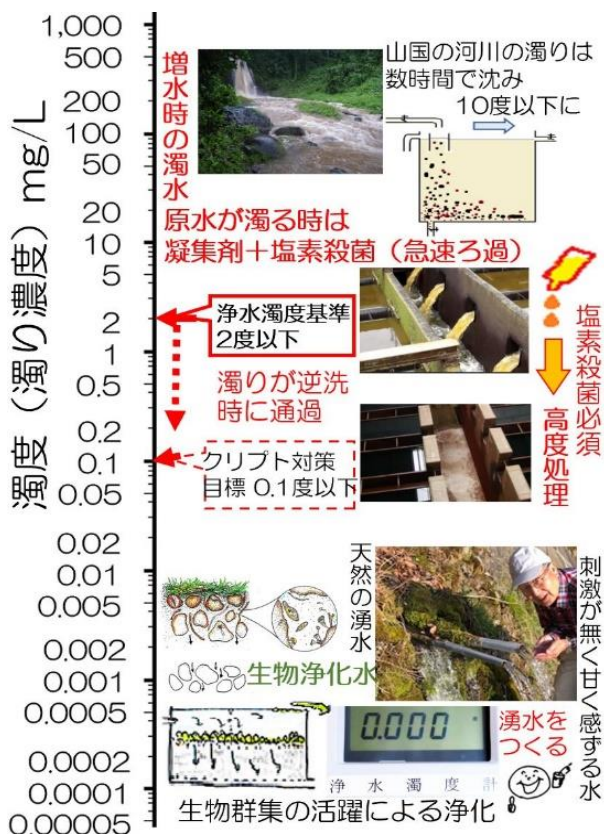 濁度（濁り濃度）mg/L
1,000
500
200
100
50
20
10
5
2
1
0.5
0.2
0.1
0.05
0.02
0.01
0.005
0.002
0.001
0.0005
0.0002
0.0001
0.00005
増水時の濁水
山国の河川の濁りは
数時間で沈み
10度以下に
原水が濁る時は
凝集剤＋塩素殺菌（急速ろ過）
浄水濁度基準
2度以下
濁りが逆洗
時に通過
クリプト対策
目標 0.1度以下
塩素殺菌必須
高度処理
天然の湧水
刺激が無く甘く感ずる水
生物浄化水
0.000
浄水濁度計
湧水を
つくる
生物群集の活躍による浄化